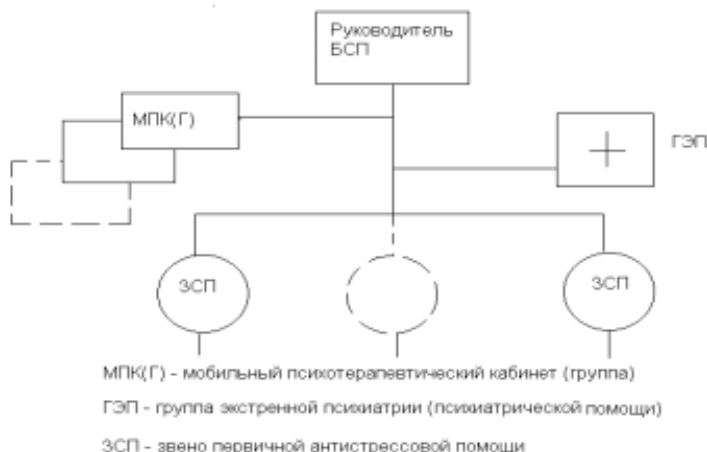 Руководитель
БСП
МПК(Г)
ГЭП
ЗСП
ЗСП
МПК(Г) - мобильный психотерапевтический кабинет (группа)
ГЭП - группа экстренной психиатрии (психиатрической помощи)
ЗСП - звено первичной антистрессовой помощи